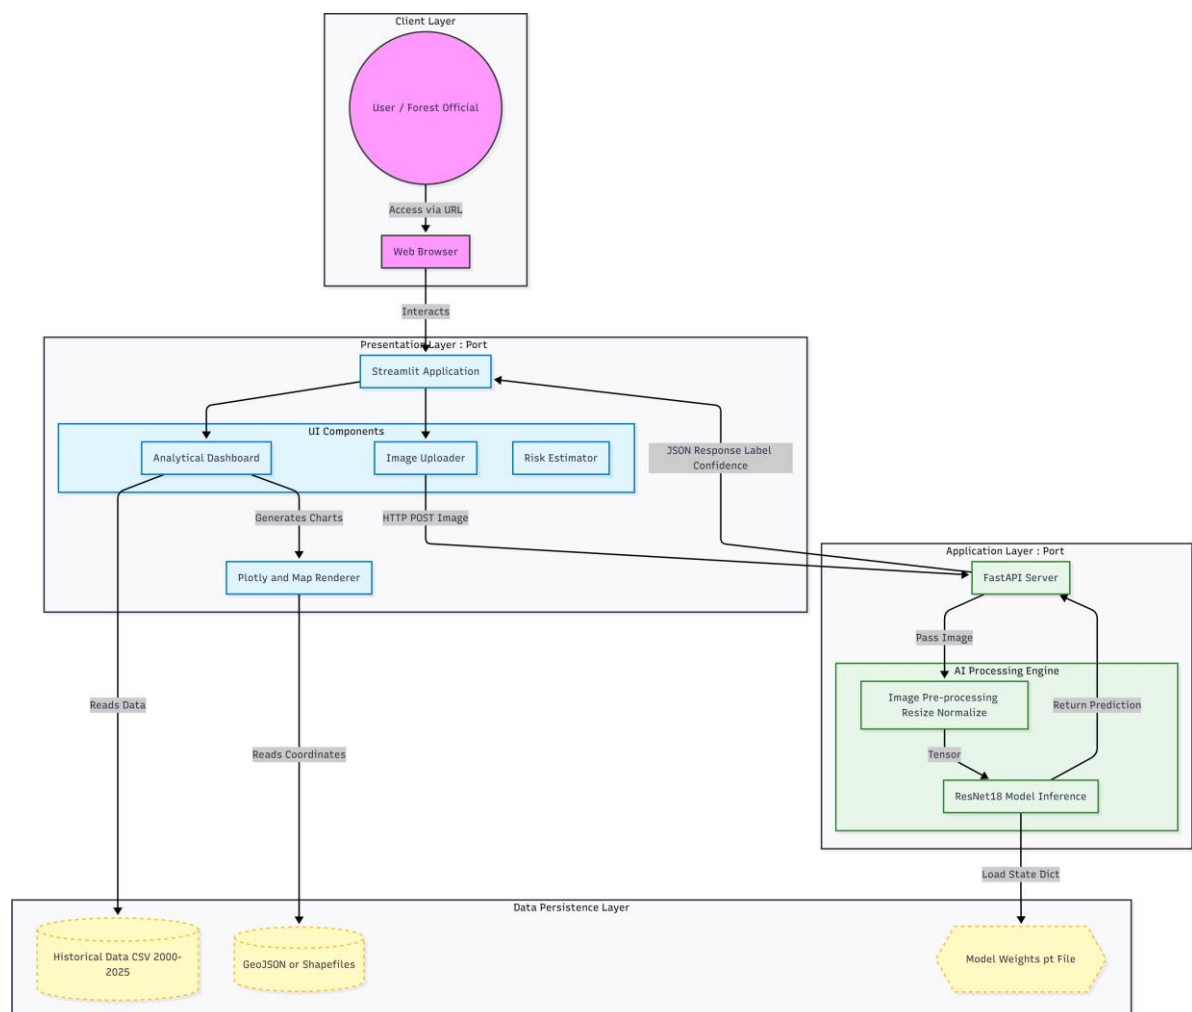 Client Layer
User / Forest Official
Access via URL
Web Browser
Interacts
Presentation Layer : Port
Streamlit Application
UI Components
Analytical Dashboard
Image Uploader
Risk Estimator
JSON Response Label
Confidence
Generates Charts
HTTP POST Image
Plotly and Map Renderer
Application Layer : Port
FastAPI Server
Pass Image
AI Processing Engine
Image Pre-processing
Resize Normalize
Return Prediction
Reads Data
Reads Coordinates
Tensor
ResNet18 Model Inference
Load State Dict
Data Persistence Layer
Historical Data CSV 2000-
2025
GeoJSON or Shapefiles
Model Weights pt File